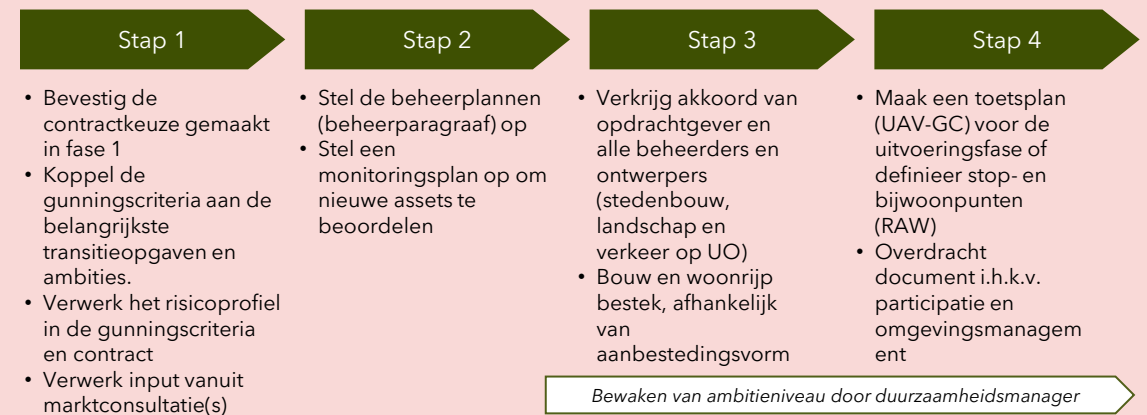 Stap 1
• Bevestig de
contractkeuze gemaakt
in fase 1
• Koppel de
gunningscriteria aan de
belangrijkste
transitieopgaven en
ambities.
• Verwerk het risicoprofiel
in de gunningscriteria
en contract
• Verwerk input vanuit
marktconsultatie(s)
Stap 2
• Stel de beheerplannen
(beheerparagraaf) op
• Stel een
monitoringsplan op om
nieuwe assets te
beoordelen
Stap 3
• Verkrijg akkoord van
opdrachtgever en
alle beheerders en
ontwerpers
(stedenbouw,
landschap en
verkeer op UO)
• Bouw en woonrijp
bestek, afhankelijk
van
aanbestedingsvorm
Stap 4
• Maak een toetsplan
(UAV-GC) voor de
uitvoeringsfase of
definieer stop- en
bijwoonpunten
(RAW)
• Overdracht
document i.h.k.v.
participatie en
omgevingsmanagem
ent
Bewaken van ambitieniveau door duurzaamheidsmanager